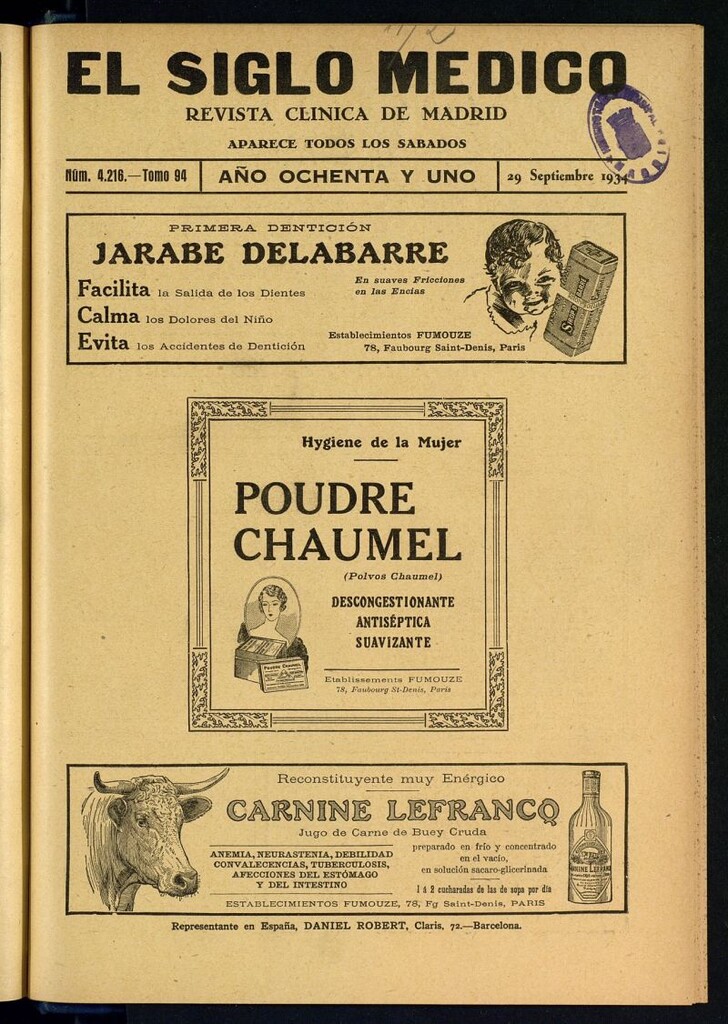 EL SIGLO MEDICO
REVISTA CLINICA DE MADRID
APARECE TODOS LOS SABADOS
Núm. 4.216.—Tomo 94
AÑO OCHENTA Y UNO
29 Septiembre 1934
PRIMERA DENTICIÓN
JARABE DELABARRE
Facilita la Salida de los Dientes
Calma los Dolores del Niño
Evita los Accidentes de Dentición
En suaves Fricciones
en las Encias
Establecimientos FUMOUZE
78, Faubourg Saint-Denis, Paris
Hygiene de la Mujer
POUDRE
CHAUMEL
(Polvos Chaumel)
DESCONGESTIONANTE
ANTISÉPTICA
SUAVIZANTE
Poudre Chaumel
Etablissements FUMOUZE
78, Faubourg St-Denis, Paris
Reconstituyente muy Enérgico
CARNINE LEFRANCQ
Jugo de Carne de Buey Cruda
ANEMIA, NEURASTENIA, DEBILIDAD
CONVALECENCIAS, TUBERCULOSIS,
AFECCIONES DEL ESTÓMAGO
Y DEL INTESTINO
preparado en frío y concentrado
en el vacío,
en solución sacaro-glicerinada
1 á 2 cucharadas de las de sopa por día
ESTABLECIMIENTOS FUMOUZE, 78, Fg Saint-Denis, PARIS
Representante en España, DANIEL ROBERT, Claris, 72.—Barcelona.